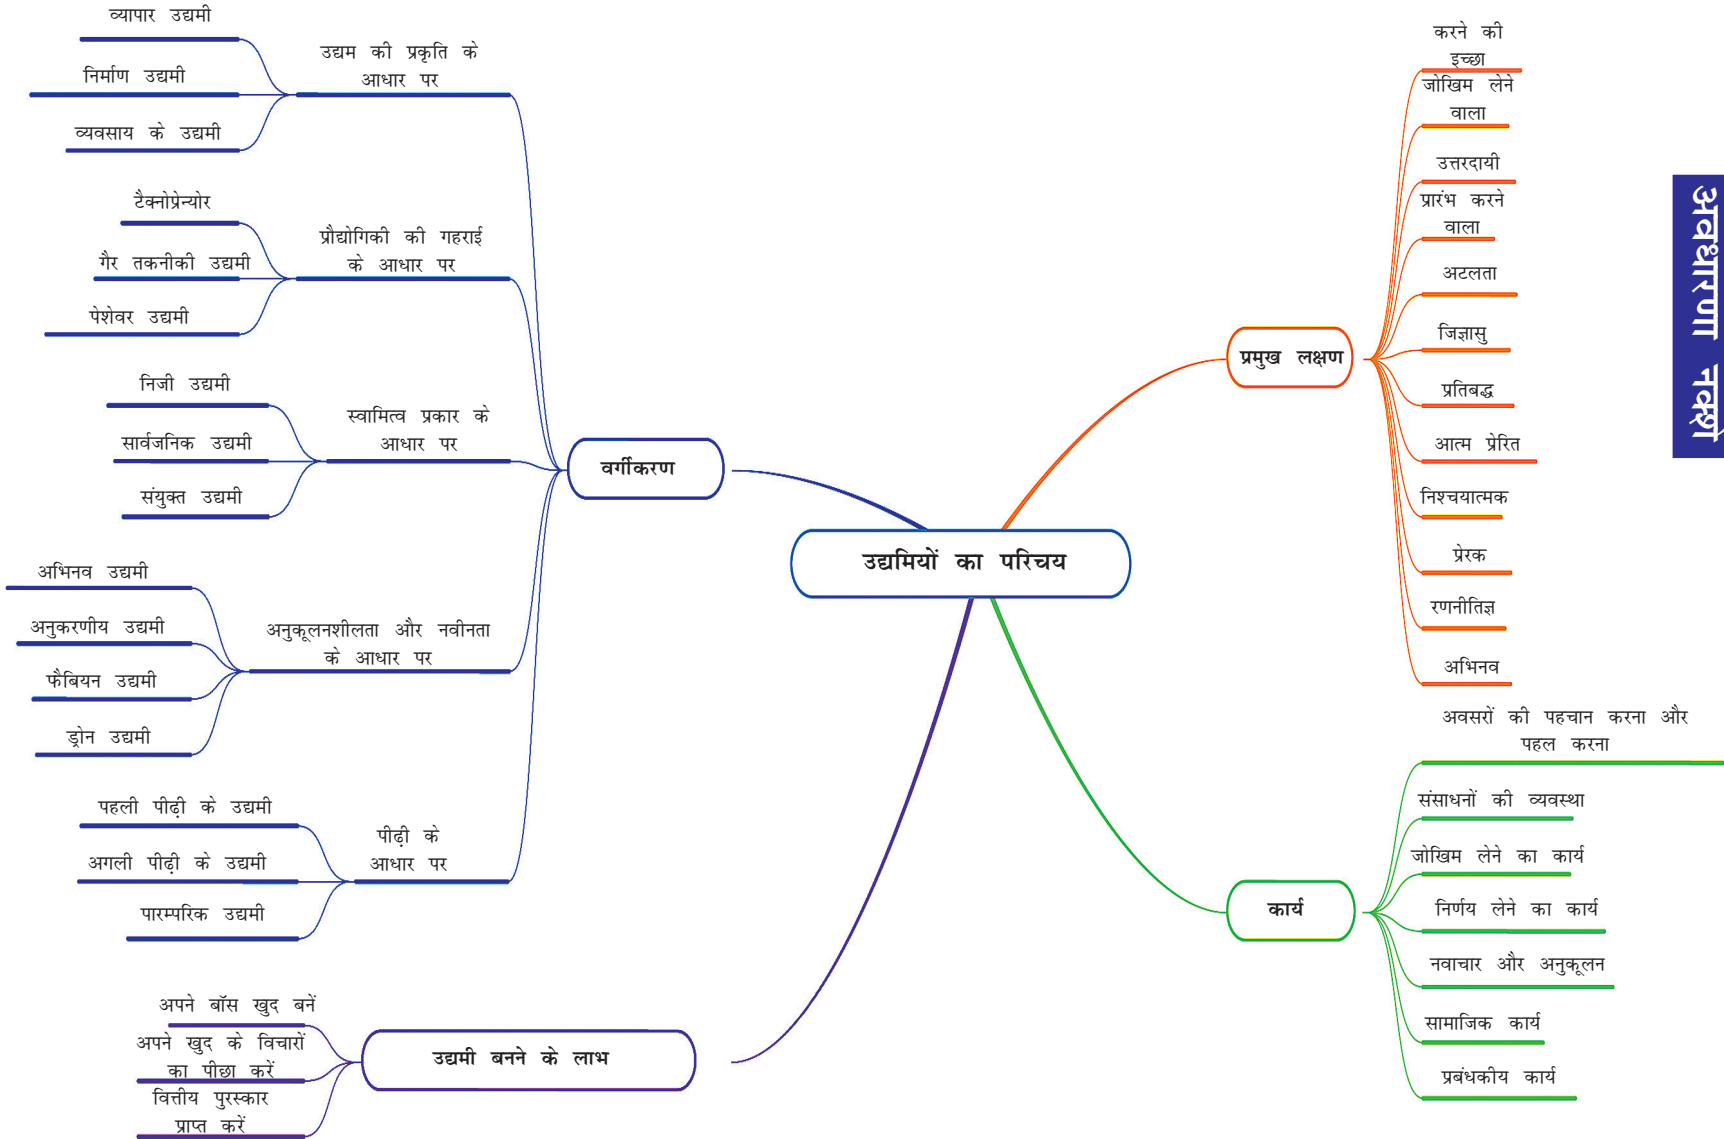 अवधारणा नक्शे
उद्यमियों का परिचय
वर्गीकरण
उद्यम की प्रकृति के
आधार पर
व्यापार उद्यमी
निर्माण उद्यमी
व्यवसाय के उद्यमी
प्रौद्योगिकी की गहराई
के आधार पर
टैक्नोप्रेन्योर
गैर तकनीकी उद्यमी
पेशेवर उद्यमी
स्वामित्व प्रकार के
आधार पर
निजी उद्यमी
सार्वजनिक उद्यमी
संयुक्त उद्यमी
अनुकूलनशीलता और नवीनता
के आधार पर
अभिनव उद्यमी
अनुकरणीय उद्यमी
फैबियन उद्यमी
ड्रोन उद्यमी
पीढ़ी के
आधार पर
पहली पीढ़ी के उद्यमी
अगली पीढ़ी के उद्यमी
पारम्परिक उद्यमी
उद्यमी बनने के लाभ
अपने बॉस खुद बनें
अपने खुद के विचारों
का पीछा करें
वित्तीय पुरस्कार
प्राप्त करें
प्रमुख लक्षण
करने की
इच्छा
जोखिम लेने
वाला
उत्तरदायी
प्रारंभ करने
वाला
अटलता
जिज्ञासु
प्रतिबद्ध
आत्म प्रेरित
निश्चयात्मक
प्रेरक
रणनीतिज्ञ
अभिनव
कार्य
अवसरों की पहचान करना और
पहल करना
संसाधनों की व्यवस्था
जोखिम लेने का कार्य
निर्णय लेने का कार्य
नवाचार और अनुकूलन
सामाजिक कार्य
प्रबंधकीय कार्य